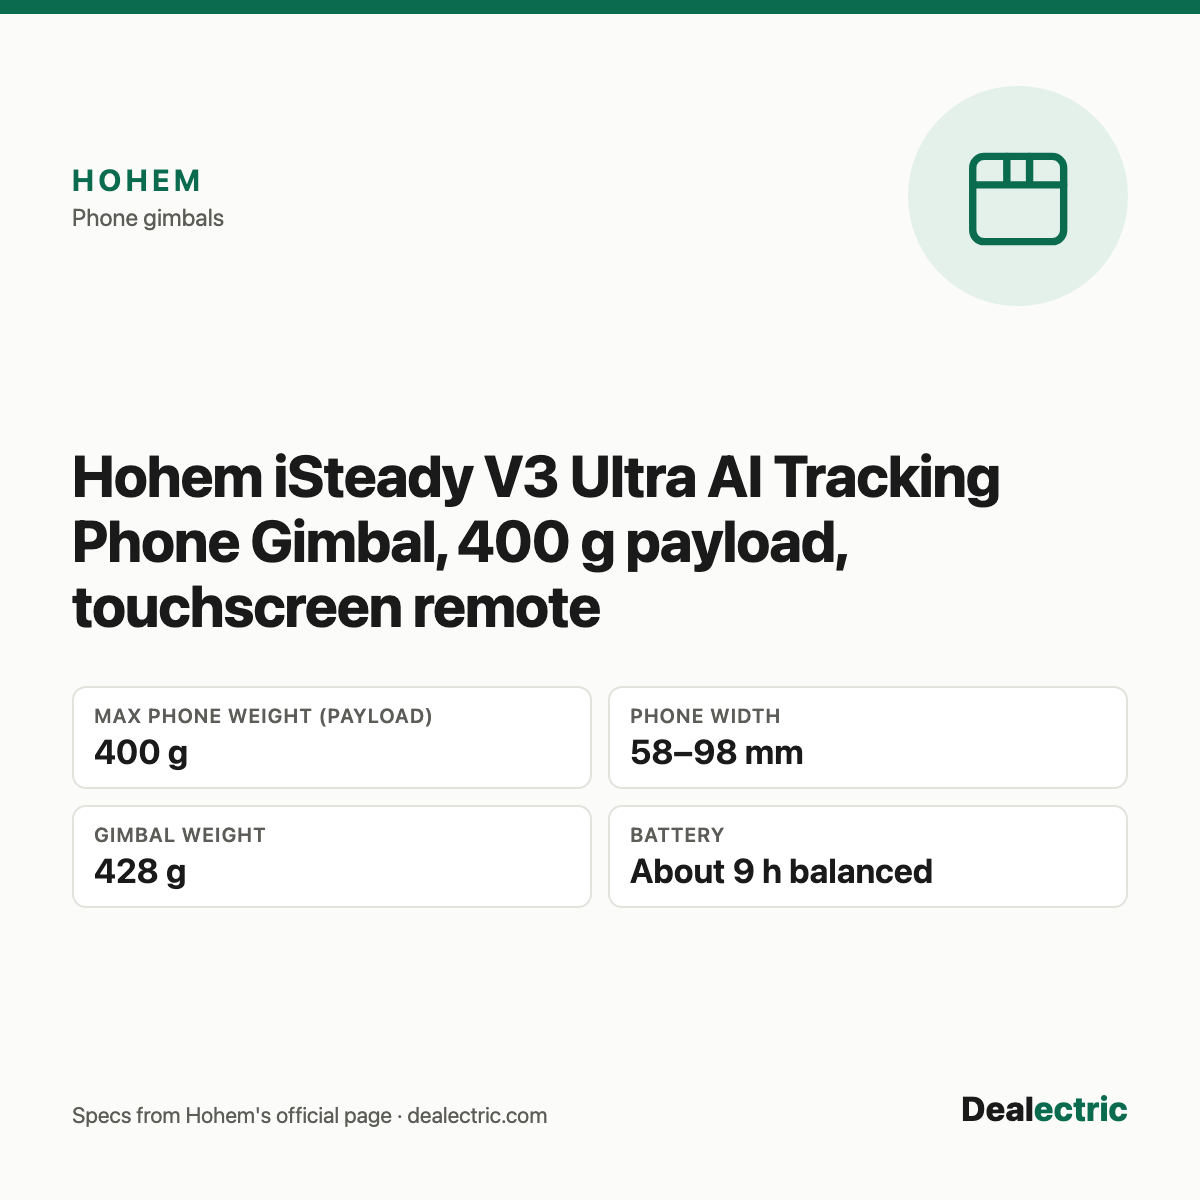 HOHEM
Phone gimbals
Hohem iSteady V3 Ultra AI Tracking
Phone Gimbal, 400 g payload,
touchscreen remote
MAX PHONE WEIGHT (PAYLOAD)
400 g
PHONE WIDTH
58–98 mm
GIMBAL WEIGHT
428 g
BATTERY
About 9 h balanced
Specs from Hohem's official page · dealectric.com
Dealectric